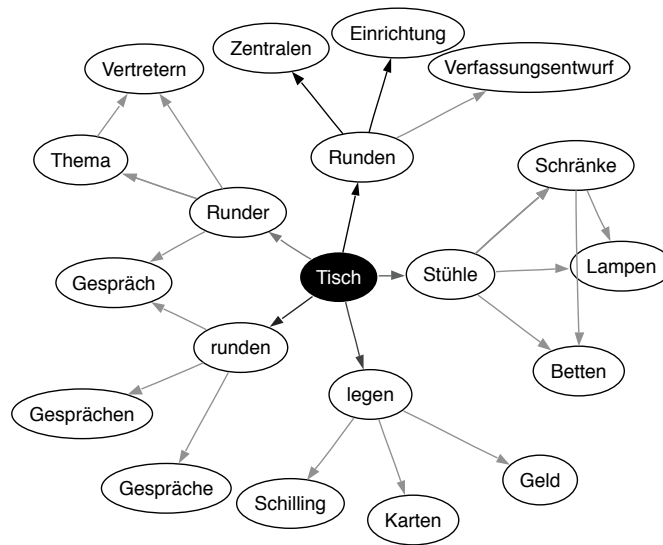 Einrichtung
Zentralen
Verfassungsentwurf
Vertretern
Runden
Thema
Schränke
Runder
Lampen
Tisch
Stühle
Gespräch
runden
Betten
legen
Gesprächen
Geld
Gespräche
Schilling
Karten